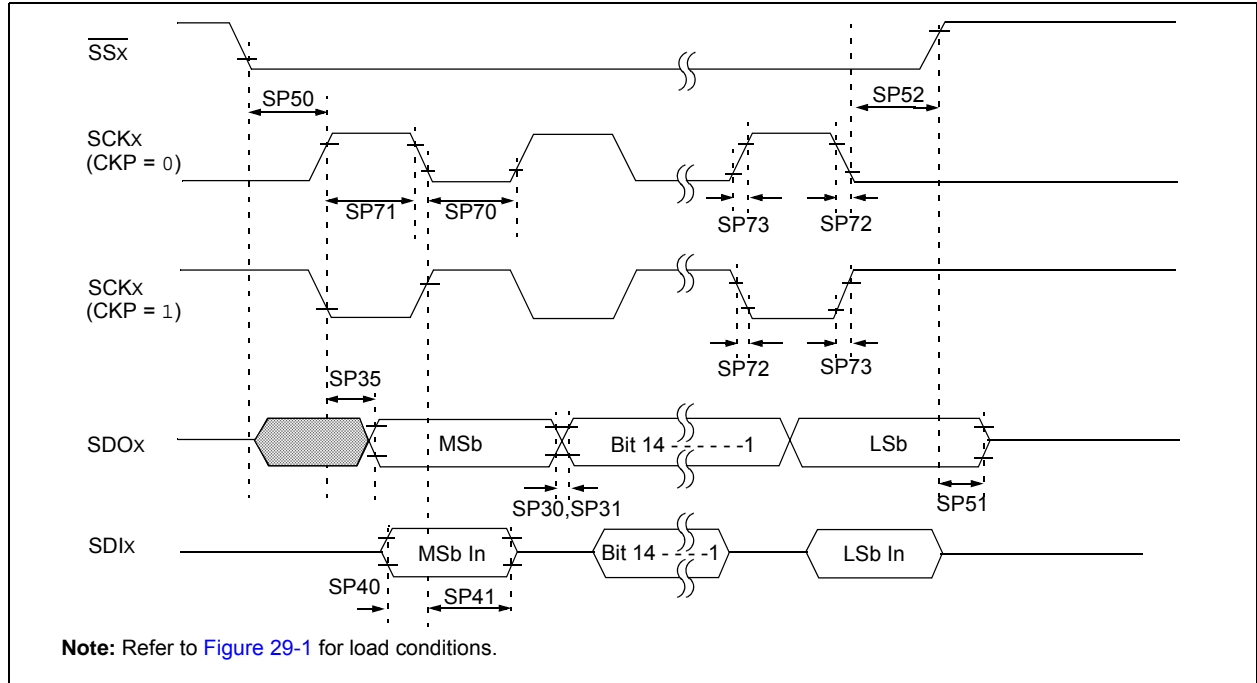 SSx
SP50
SP52
SCKx
(CKP = 0)
SP71
SP70
SP73
SP72
SCKx
(CKP = 1)
SP72
SP73
SP35
SDOx
MSb
Bit 14 - - - - - -1
LSb
SP30,SP31
SP51
SDIx
MSb In
Bit 14 - - - -1
LSb In
SP40
SP41
Note: Refer to Figure 29-1 for load conditions.